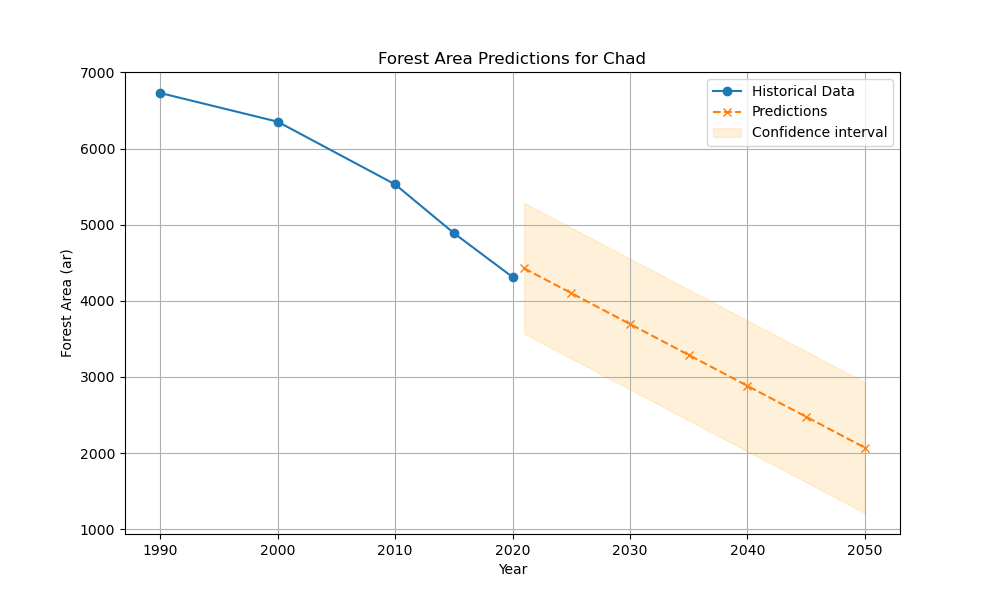 Forest Area Predictions for Chad
7000
6000
5000
4000
3000
2000
1000
Forest Area (ar)
Historical Data
Predictions
Confidence interval
1990 2000 2010 2020 2030 2040 2050
Year